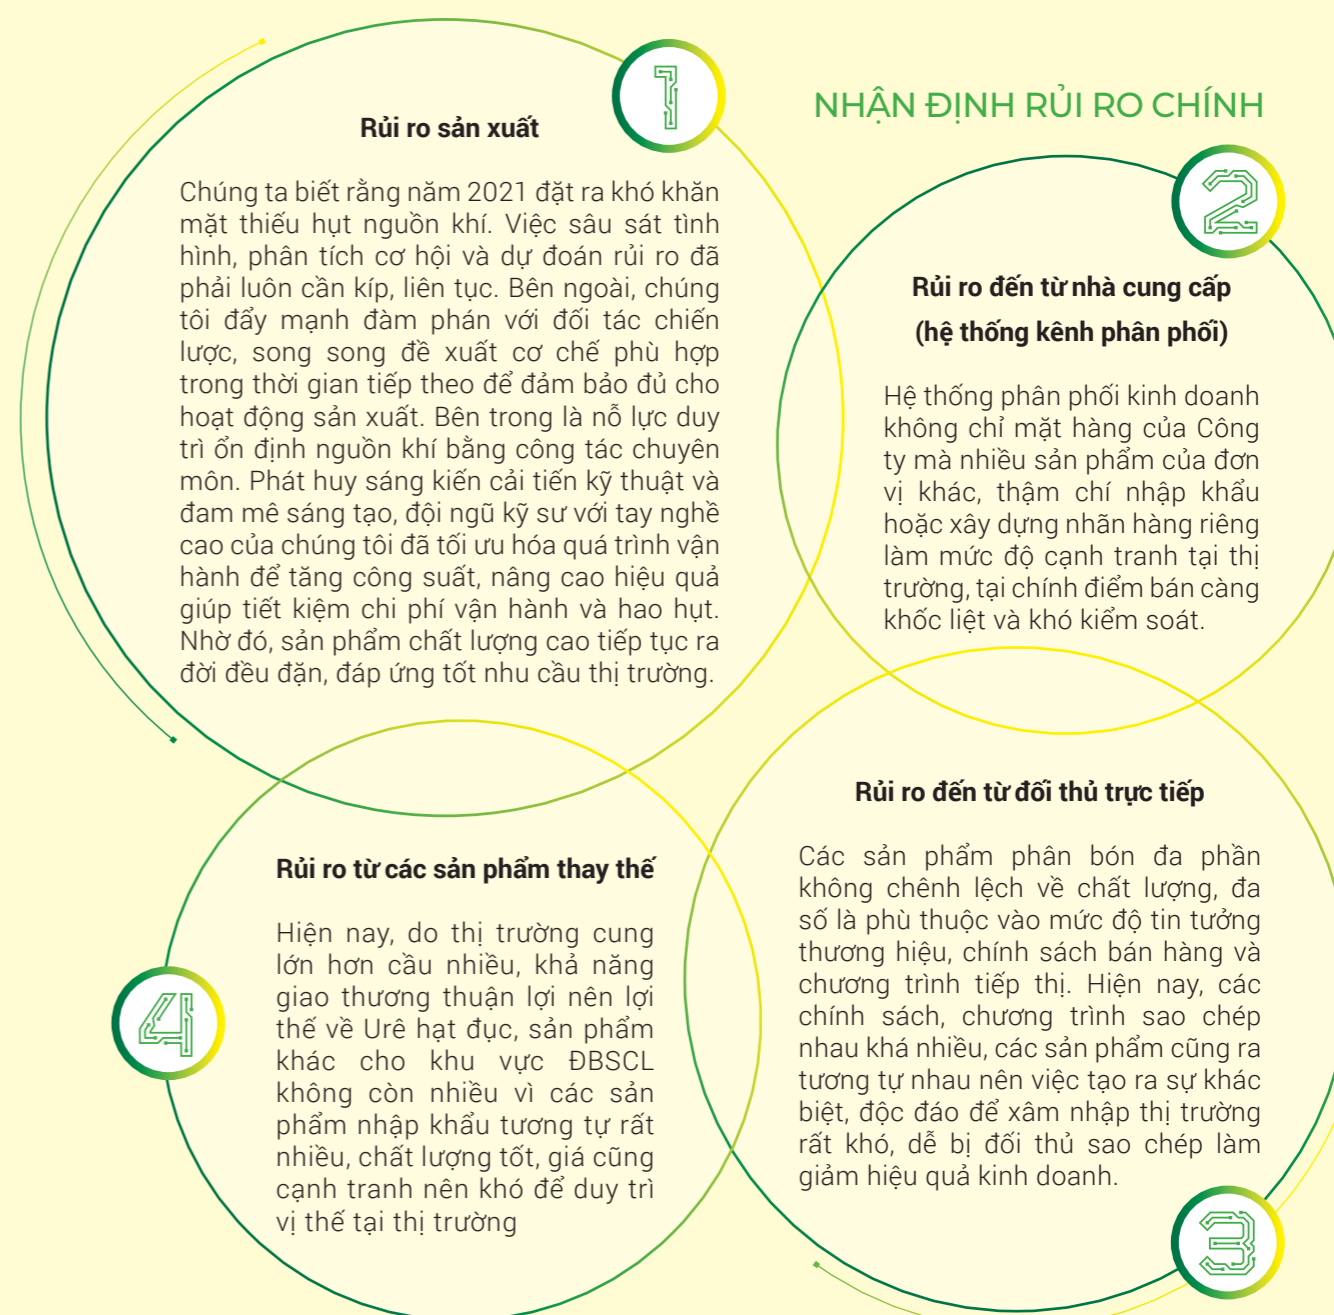 NHẬN ĐỊNH RỦI RO CHÍNH
1
Rủi ro sản xuất
Chúng ta biết rằng năm 2021 đặt ra khó khăn
mặt thiếu hụt nguồn khí. Việc sâu sát tình
hình, phân tích cơ hội và dự đoán rủi ro đã
phải luôn cần kíp, liên tục. Bên ngoài, chúng
tôi đẩy mạnh đàm phán với đối tác chiến
lược, song song đề xuất cơ chế phù hợp
trong thời gian tiếp theo để đảm bảo đủ cho
hoạt động sản xuất. Bên trong là nỗ lực duy
trì ổn định nguồn khí bằng công tác chuyên
môn. Phát huy sáng kiến cải tiến kỹ thuật và
đam mê sáng tạo, đội ngũ kỹ sư với tay nghề
cao của chúng tôi đã tối ưu hóa quá trình vận
hành để tăng công suất, nâng cao hiệu quả
giúp tiết kiệm chi phí vận hành và hao hụt.
Nhờ đó, sản phẩm chất lượng cao tiếp tục ra
đời đều đặn, đáp ứng tốt nhu cầu thị trường.
2
Rủi ro đến từ nhà cung cấp
(hệ thống kênh phân phối)
Hệ thống phân phối kinh doanh
không chỉ mặt hàng của Công
ty mà nhiều sản phẩm của đơn
vị khác, thậm chí nhập khẩu
hoặc xây dựng nhãn hàng riêng
làm mức độ cạnh tranh tại thị
trường, tại chính điểm bán càng
khốc liệt và khó kiểm soát.
Rủi ro đến từ đối thủ trực tiếp
Các sản phẩm phân bón đa phần
không chênh lệch về chất lượng, đa
số là phù thuộc vào mức độ tin tưởng
thương hiệu, chính sách bán hàng và
chương trình tiếp thị. Hiện nay, các
chính sách, chương trình sao chép
nhau khá nhiều, các sản phẩm cũng ra
tương tự nhau nên việc tạo ra sự khác
biệt, độc đáo để xâm nhập thị trường
rất khó, dễ bị đối thủ sao chép làm
giảm hiệu quả kinh doanh.
3
Rủi ro từ các sản phẩm thay thế
Hiện nay, do thị trường cung
lớn hơn cầu nhiều, khả năng
giao thương thuận lợi nên lợi
thế về Urê hạt đục, sản phẩm
khác cho khu vực ĐBSCL
không còn nhiều vì các sản
phẩm nhập khẩu tương tự rất
nhiều, chất lượng tốt, giá cũng
cạnh tranh nên khó để duy trì
vị thế tại thị trường
4